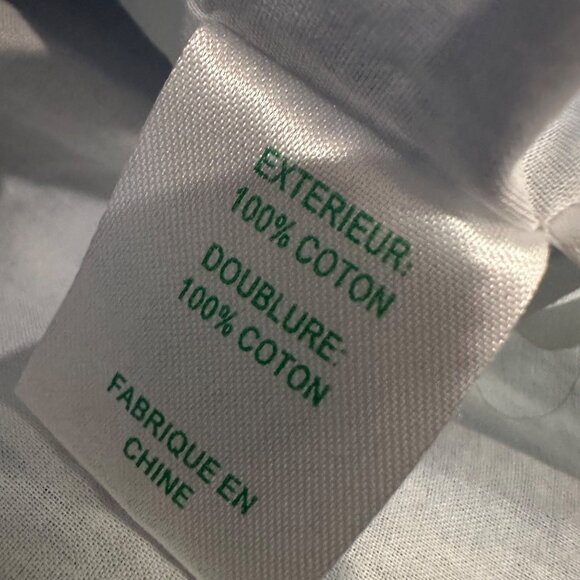 EXTERIEUR:
100% COTON
DOUBLURE:
100% COTON
FABRIQUE EN
CHINE